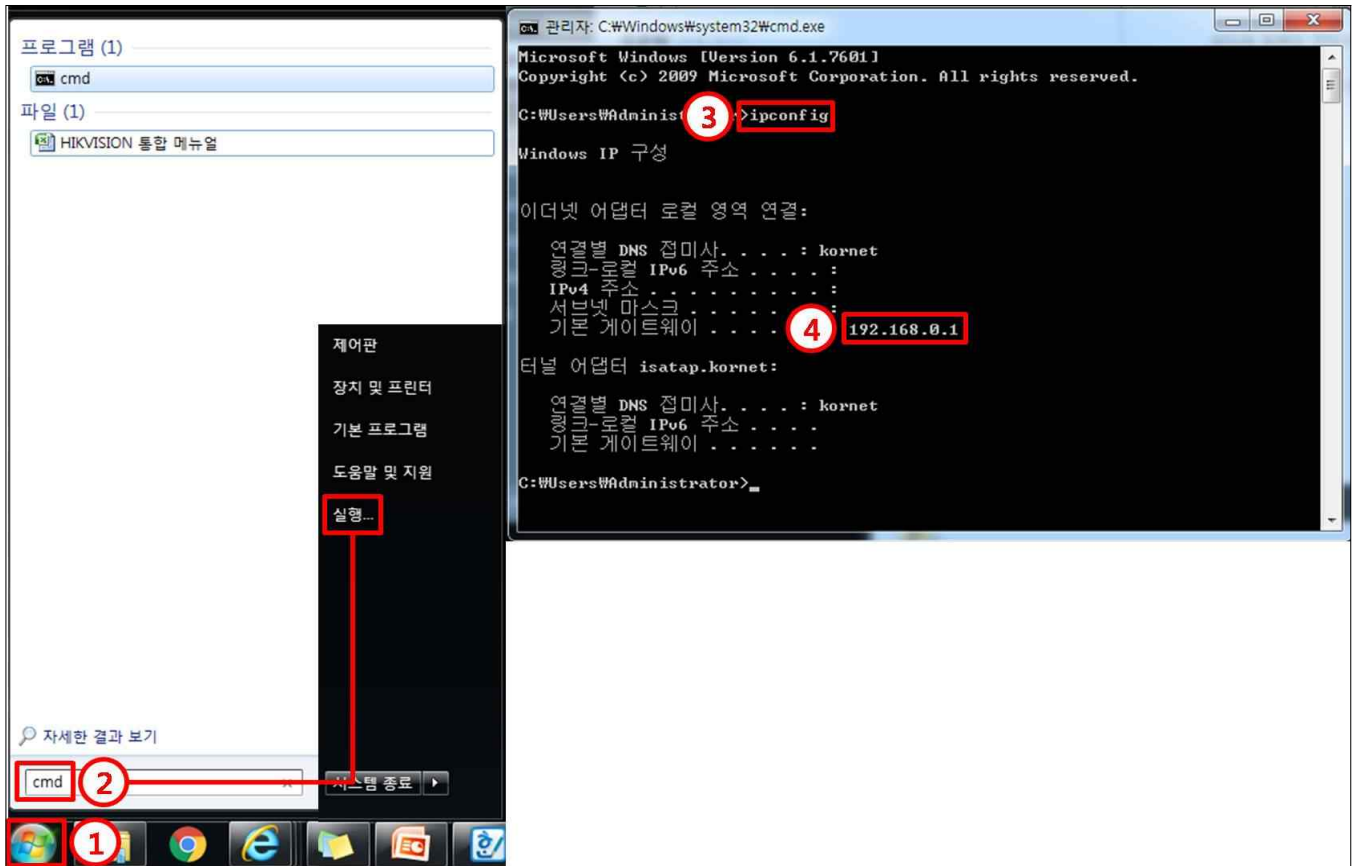 프로그램 (1)
cmd
파일 (1)
HIKVISION 통합 메뉴얼
제어판
장치 및 프린터
기본 프로그램
도움말 및 지원
실행...
자세한 결과 보기
cmd
2
시스템 종료
1
관리자: C:₩Windows₩system32₩cmd.exe
Microsoft Windows [Version 6.1.7601]
Copyright (c) 2009 Microsoft Corporation. All rights reserved.
C:₩Users₩Administ 3 >ipconfig
Windows IP 구성
이더넷 어댑터 로컬 영역 연결:
연결별 DNS 접미사. . . . : kornet
링크-로컬 IPv6 주소 . . . . :
IPv4 주소 . . . . . . . . . :
서브넷 마스크 . . . . . . :
기본 게이트웨이 . . . . 4 192.168.0.1
터널 어댑터 isatap.kornet:
연결별 DNS 접미사. . . . : kornet
링크-로컬 IPv6 주소 . . . .
기본 게이트웨이 . . . . . .
C:₩Users₩Administrator>_